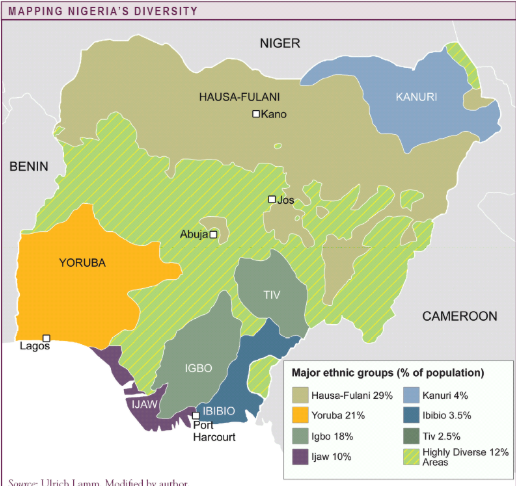 MAPPING NIGERIA'S DIVERSITY
NIGER
HAUSA-FULANI
KANURI
Kano
BENIN
Jos
Abuja
YORUBA
TIV
CAMEROON
Lagos
IGBO
IJAW
IBIBIO
Port
Harcourt
Major ethnic groups (% of population)
Hausa-Fulani 29%
Yoruba 21%
Igbo 18%
Ijaw 10%
Kanuri 4%
Ibibio 3.5%
Tiv 2.5%
Highly Diverse 12%
Areas
Source: Ulrich Lamm. Modified by author